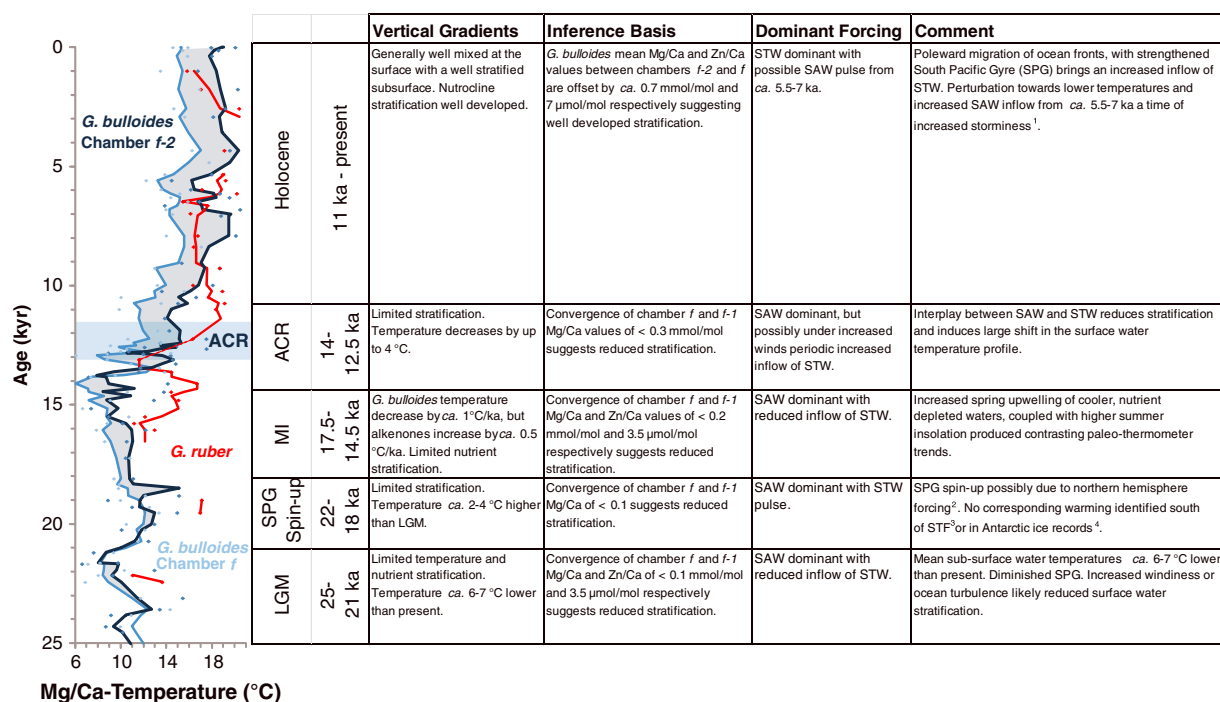 Vertical Gradients
Inference Basis
Dominant Forcing
Comment
0
5
10
15
20
25
Age (kyr)
6
10
14
18
Mg/Ca-Temperature (°C)
G. bulloides
Chamber f-2
ACR
G. ruber
G. bulloides
Chamber f
Holocene
11 ka - present
Generally well mixed at the
surface with a well stratified
subsurface. Nutrocline
stratification well developed.
G. bulloides mean Mg/Ca and Zn/Ca
values between chambers f-2 and f
are offset by ca. 0.7 mmol/mol and
7 µmol/mol respectively suggesting
well developed stratification.
STW dominant with
possible SAW pulse from
ca. 5.5-7 ka.
Poleward migration of ocean fronts, with strengthened
South Pacific Gyre (SPG) brings an increased inflow of
STW. Perturbation towards lower temperatures and
increased SAW inflow from ca. 5.5-7 ka a time of
increased storminess 1.
ACR
14-
12.5 ka
Limited stratification.
Temperature decreases by up
to 4 °C.
Convergence of chamber f and f-1
Mg/Ca values of < 0.3 mmol/mol
suggests reduced stratification.
SAW dominant, but
possibly under increased
winds periodic increased
inflow of STW.
Interplay between SAW and STW reduces stratification
and induces large shift in the surface water
temperature profile.
MI
17.5-
14.5 ka
G. bulloides temperature
decrease by ca. 1°C/ka, but
alkenones increase by ca. 0.5
°C/ka. Limited nutrient
stratification.
Convergence of chamber f and f-1
Mg/Ca and Zn/Ca values of < 0.2
mmol/mol and 3.5 µmol/mol
respectively suggests reduced
stratification.
SAW dominant with
reduced inflow of STW.
Increased spring upwelling of cooler, nutrient
depleted waters, coupled with higher summer
insolation produced contrasting paleo-thermometer
trends.
SPG
Spin-up
22-
18 ka
Limited stratification.
Temperature ca. 2-4 °C higher
than LGM.
Convergence of chamber f and f-1
Mg/Ca of < 0.1 suggests reduced
stratification.
SAW dominant with STW
pulse.
SPG spin-up possibly due to northern hemisphere
forcing2. No corresponding warming identified south
of STF3or in Antarctic ice records 4.
LGM
25-
21 ka
Limited temperature and
nutrient stratification.
Temperature ca. 6-7 °C lower
than present.
Convergence of chamber f and f-1
Mg/Ca and Zn/Ca of < 0.1 mmol/mol
and 3.5 µmol/mol respectively
suggests reduced stratification.
SAW dominant with
reduced inflow of STW.
Mean sub-surface water temperatures ca. 6-7 °C lower
than present. Diminished SPG. Increased windiness or
ocean turbulence likely reduced surface water
stratification.